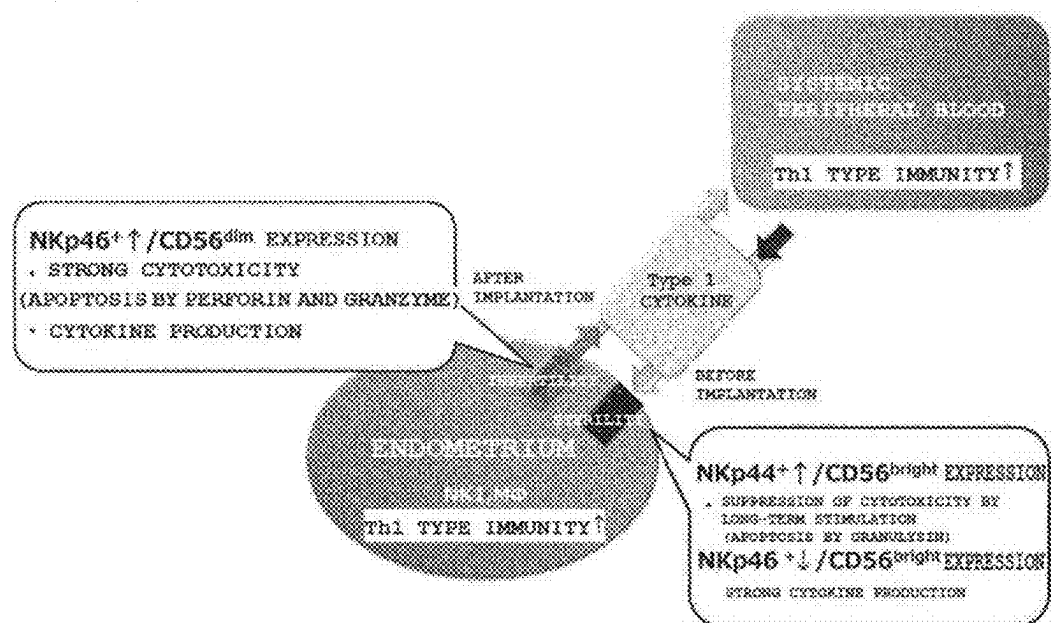 SYSTEMIC
PERIPHERAL BLOOD
Th1 TYPE IMMUNITY↑
NKp46⁺↑/CD56ᵈⁱᵐ EXPRESSION
. STRONG CYTOTOXICITY
(APOPTOSIS BY PERFORIN AND GRANZYME)
· CYTOKINE PRODUCTION
AFTER
IMPLANTATION
Type 1
CYTOKINE
BEFORE
IMPLANTATION
STERILITY
ENDOMETRIUM
Th1 TYPE IMMUNITY↑
NKp44⁺↑/CD56ᵇʳⁱᵍʰᵗ EXPRESSION
. SUPPRESSION OF CYTOTOXICITY BY
LONG-TERM STIMULATION
(APOPTOSIS BY GRANULYSIN)
NKp46⁺↓/CD56ᵇʳⁱᵍʰᵗ EXPRESSION
STRONG CYTOKINE PRODUCTION